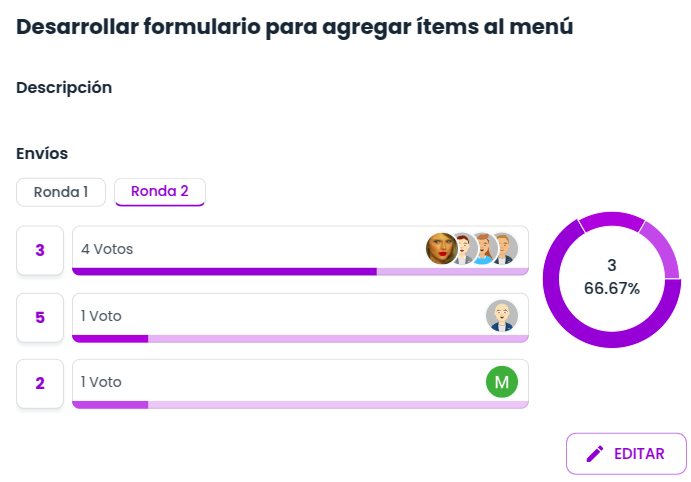 Desarrollar formulario para agregar ítems al menú
Descripción
Envíos
Ronda 1
Ronda 2
3
4 Votos
5
1 Voto
2
1 Voto
M
3
66.67%
EDITAR